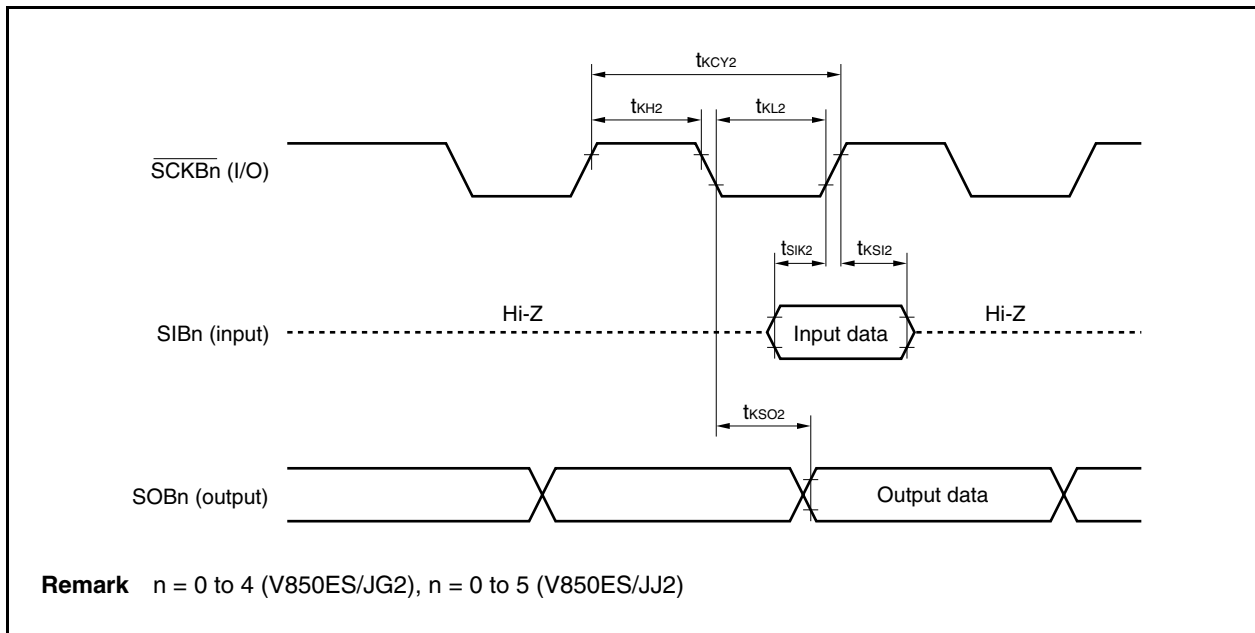 tKCY2
tKH2
tKL2
SCKBn (I/O)
tSIK2
tKSI2
Hi-Z
Hi-Z
SIBn (input)
Input data
tKSO2
SOBn (output)
Output data
Remark n = 0 to 4 (V850ES/JG2), n = 0 to 5 (V850ES/JJ2)